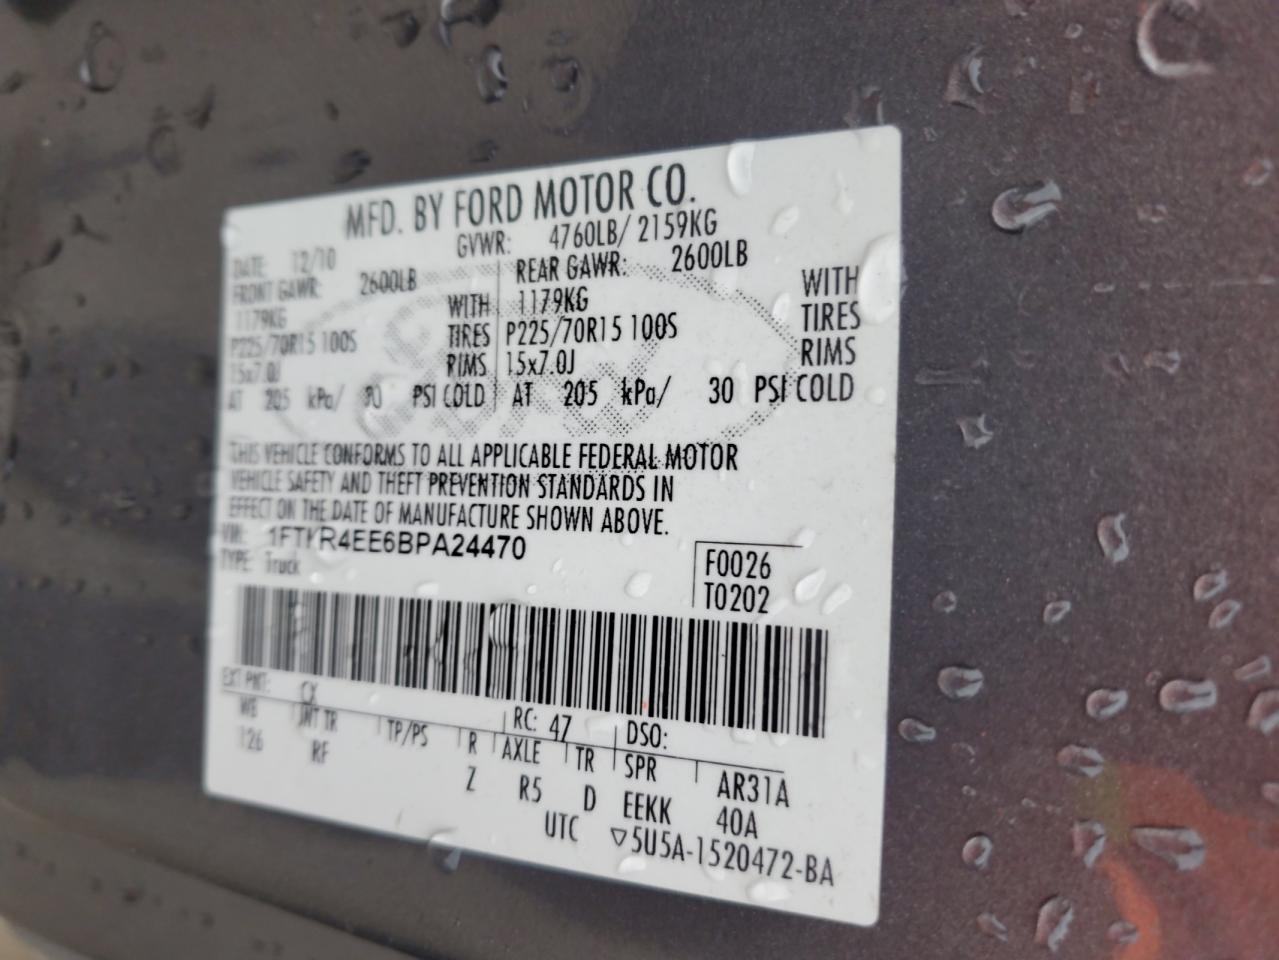 MFD. BY FORD MOTOR CO.
DATE: 12/10 GVWR: 4760LB/ 2159KG
FRONT GAWR: 2600LB REAR GAWR: 2600LB
1179KG WITH 1179KG WITH
P225/70R15 100S TIRES P225/70R15 100S TIRES
15x7.0J RIMS 15x7.0J RIMS
AT 205 kPa/ 30 PSI COLD AT 205 kPa/ 30 PSI COLD
THIS VEHICLE CONFORMS TO ALL APPLICABLE FEDERAL MOTOR
VEHICLE SAFETY AND THEFT PREVENTION STANDARDS IN
EFFECT ON THE DATE OF MANUFACTURE SHOWN ABOVE.
VIN: 1FTKR4EE6BPA24470
TYPE: Truck
F0026
T0202
EXT PNT: CX RC: 47 DSO:
WB INT TR TP/PS R AXLE TR SPR AR31A
126 RF Z R5 D EEKK 40A
UTC ▽5U5A-1520472-BA